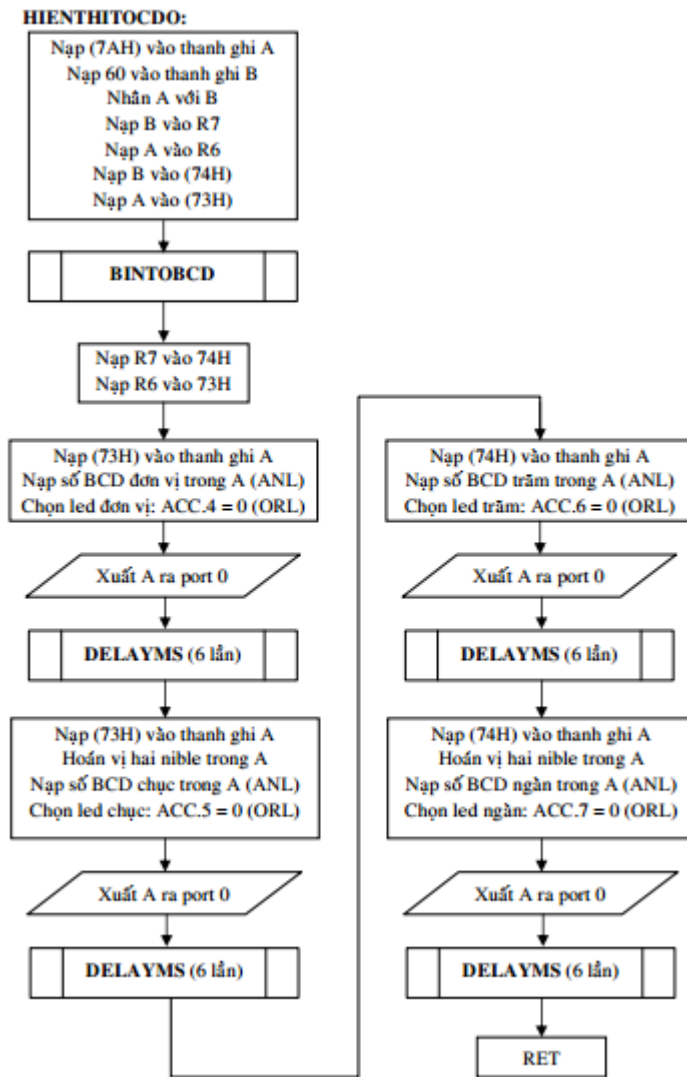 HIENTHITOCDO:
Nạp (7AH) vào thanh ghi A
Nạp 60 vào thanh ghi B
Nhân A với B
Nạp B vào R7
Nạp A vào R6
Nạp B vào (74H)
Nạp A vào (73H)
BINTOBCD
Nạp R7 vào 74H
Nạp R6 vào 73H
Nạp (73H) vào thanh ghi A
Nạp số BCD đơn vị trong A (ANL)
Chọn led đơn vị: ACC.4 = 0 (ORL)
Xuất A ra port 0
DELAYMS (6 lần)
Nạp (73H) vào thanh ghi A
Hoán vị hai nible trong A
Nạp số BCD chục trong A (ANL)
Chọn led chục: ACC.5 = 0 (ORL)
Xuất A ra port 0
DELAYMS (6 lần)
Nạp (74H) vào thanh ghi A
Nạp số BCD trăm trong A (ANL)
Chọn led trăm: ACC.6 = 0 (ORL)
Xuất A ra port 0
DELAYMS (6 lần)
Nạp (74H) vào thanh ghi A
Hoán vị hai nible trong A
Nạp số BCD ngàn trong A (ANL)
Chọn led ngàn: ACC.7 = 0 (ORL)
Xuất A ra port 0
DELAYMS (6 lần)
RET